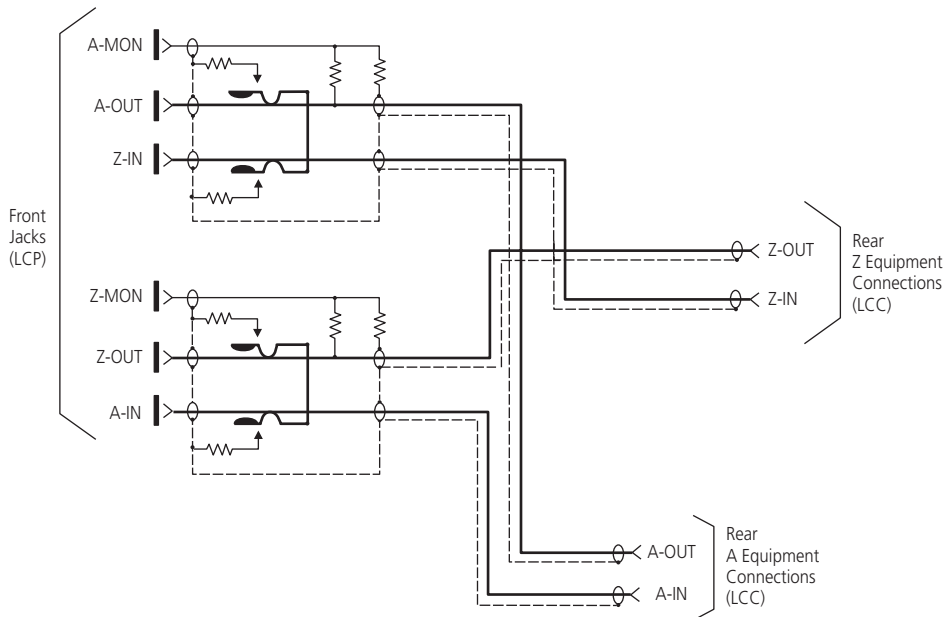 A-MON
A-OUT
Z-IN
Front
Jacks
(LCP)
Z-MON
Z-OUT
A-IN
Z-OUT
Z-IN
Rear
Z Equipment
Connections
(LCC)
A-OUT
A-IN
Rear
A Equipment
Connections
(LCC)